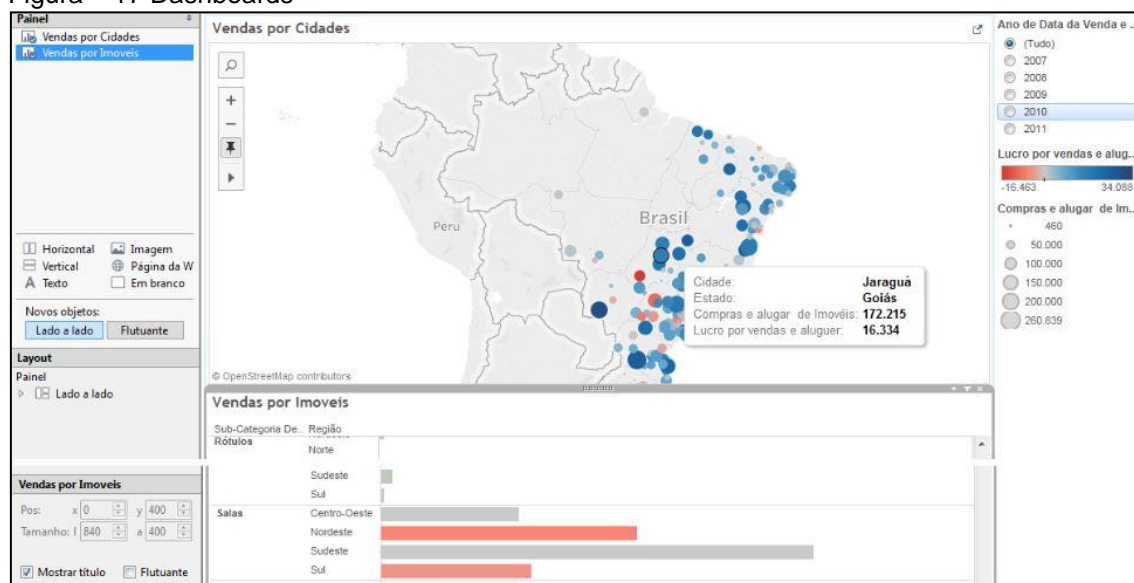 Figura – 17 Dashboards
Painel
Vendas por Cidades
Vendas por Imoveis
Horizontal
Imagem
Vertical
Página da W
Texto
Em branco
Novos objetos:
Lado a lado
Flutuante
Layout
Painel
Lado a lado
Vendas por Imoveis
Pos: x 0 y 400
Tamanho: l 840 a 400
Mostrar título
Flutuante
Vendas por Cidades
Peru
Brasil
Cidade: Jaraguá
Estado: Goiás
Compras e alugar de Imovéis: 172.215
Lucro por vendas e aluguer: 16.334
© OpenStreetMap contributors
Vendas por Imoveis
Sub-Categoria De.. Região
Rótulos
Norte
Sudeste
Sul
Salas Centro-Oeste
Nordeste
Sudeste
Sul
Ano de Data da Venda e ..
(Tudo)
2007
2008
2009
2010
2011
Lucro por vendas e alug..
-16.463 34.088
Compras e alugar de Im..
460
50.000
100.000
150.000
200.000
260.839